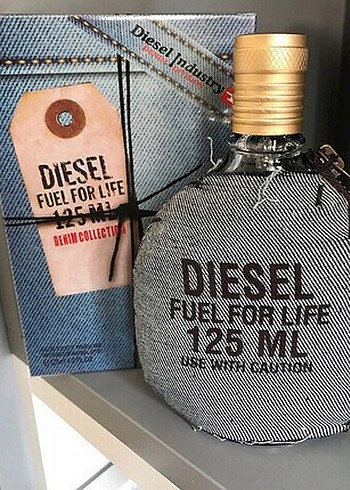 Diesel Industry
DIESEL
FUEL FOR LIFE
125 ML
DENIM COLLECTION
DIESEL
FUEL FOR LIFE
125 ML
USE WITH CAUTION